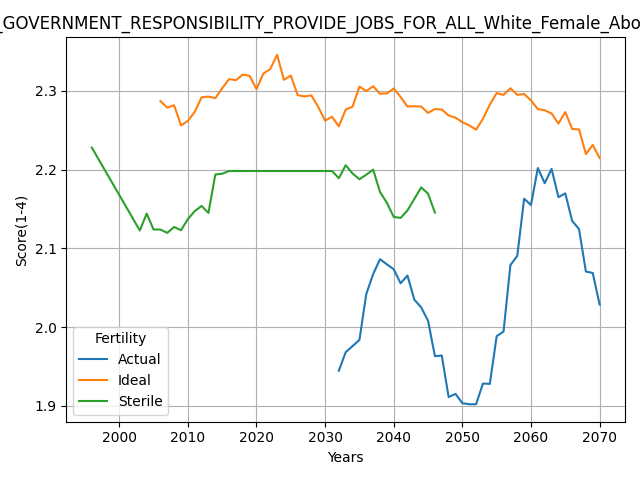 _GOVERNMENT_RESPONSIBILITY_PROVIDE_JOBS_FOR_ALL_White_Female_Abo
2.3
2.2
2.1
2.0
1.9
Score(1-4)
Fertility
Actual
Ideal
Sterile
2000 2010 2020 2030 2040 2050 2060 2070
Years